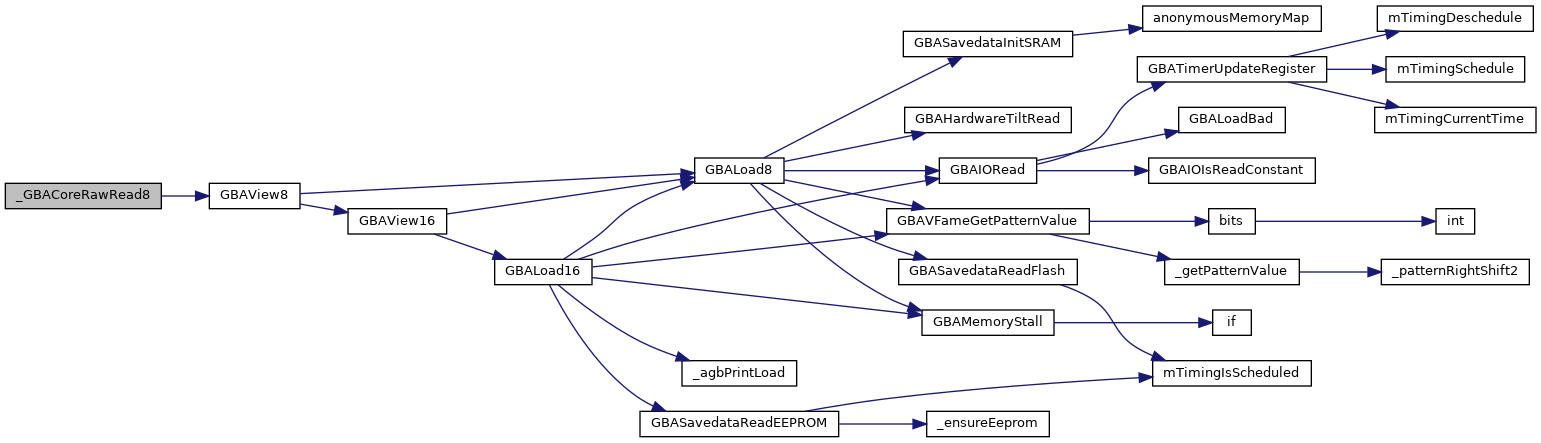 _GBACoreRawRead8
GBAView8
GBAView16
GBALoad16
GBALoad8
_agbPrintLoad
GBASavedataReadEEPROM
GBASavedataInitSRAM
GBAHardwareTiltRead
GBAIORead
GBAVFameGetPatternValue
GBASavedataReadFlash
GBAMemoryStall
_ensureEeprom
anonymousMemoryMap
GBATimerUpdateRegister
GBALoadBad
GBAIOIsReadConstant
bits
_getPatternValue
if
mTimingIsScheduled
mTimingDeschedule
mTimingSchedule
mTimingCurrentTime
int
_patternRightShift2